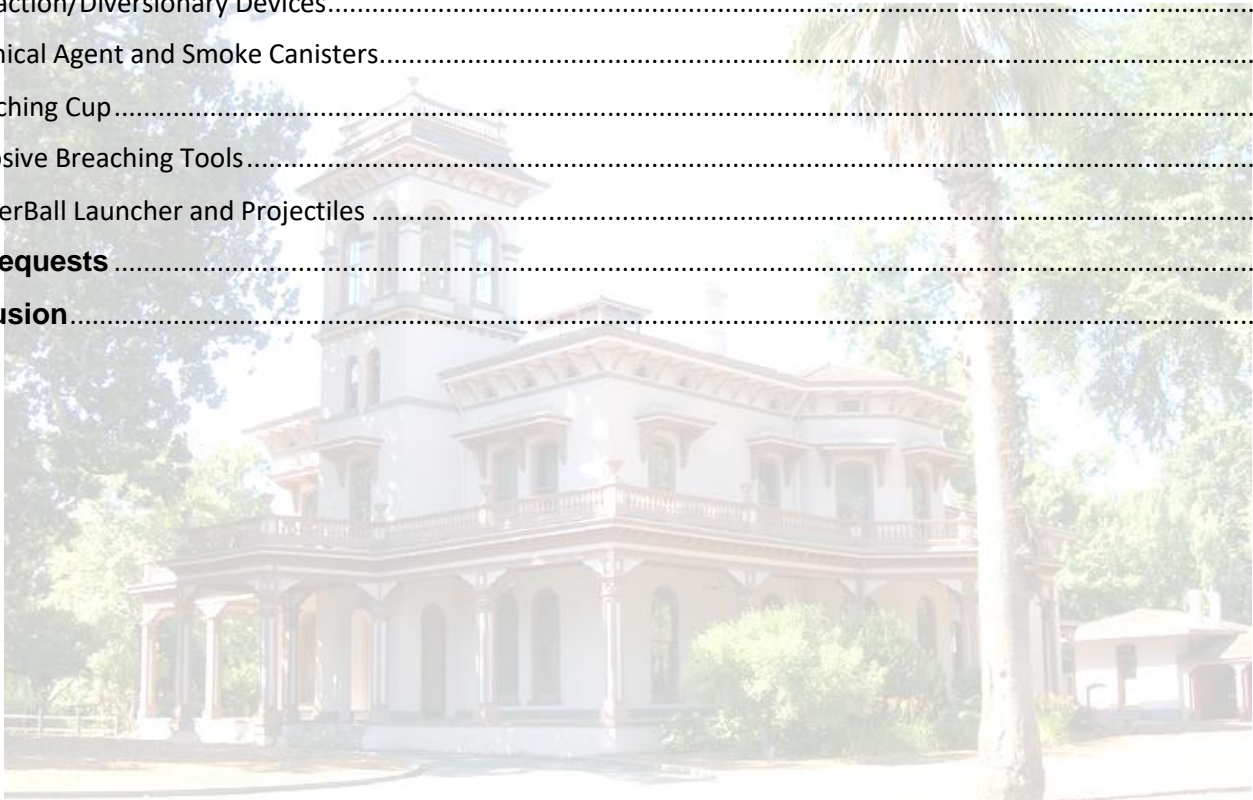 action/Diversionary Devices
nical Agent and Smoke Canisters
ching Cup
osive Breaching Tools
erBall Launcher and Projectiles
equests
usion